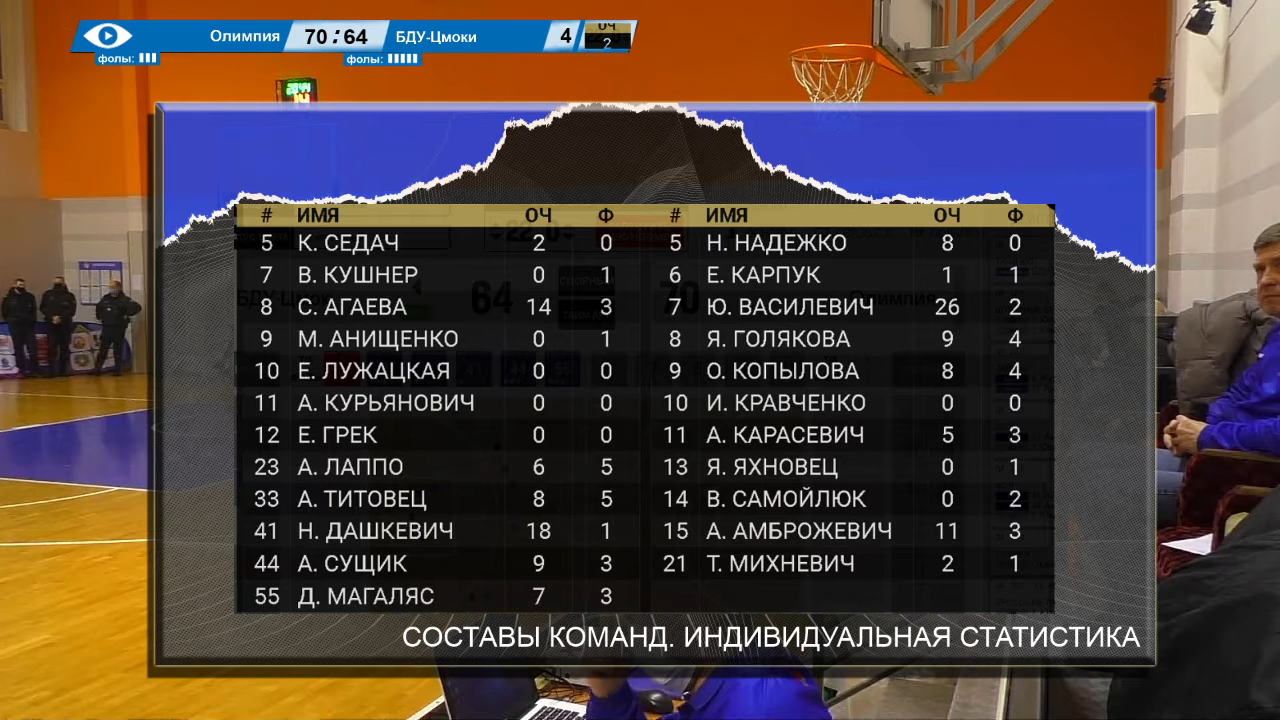 Олимпия 70:64 БДУ-Цмоки 4 ОЧ
2
фолы: фолы:
# ИМЯ ОЧ Ф # ИМЯ ОЧ Ф
5 К. СЕДАЧ 2 0 5 Н. НАДЕЖКО 8 0
7 В. КУШНЕР 0 1 6 Е. КАРПУК 1 1
8 С. АГАЕВА 14 3 7 Ю. ВАСИЛЕВИЧ 26 2
9 М. АНИЩЕНКО 0 1 8 Я. ГОЛЯКОВА 9 4
10 Е. ЛУЖАЦКАЯ 0 0 9 О. КОПЫЛОВА 8 4
11 А. КУРЬЯНОВИЧ 0 0 10 И. КРАВЧЕНКО 0 0
12 Е. ГРЕК 0 0 11 А. КАРАСЕВИЧ 5 3
23 А. ЛАППО 6 5 13 Я. ЯХНОВЕЦ 0 1
33 А. ТИТОВЕЦ 8 5 14 В. САМОЙЛЮК 0 2
41 Н. ДАШКЕВИЧ 18 1 15 А. АМБРОЖЕВИЧ 11 3
44 А. СУЩИК 9 3 21 Т. МИХНЕВИЧ 2 1
55 Д. МАГАЛЯС 7 3
СОСТАВЫ КОМАНД. ИНДИВИДУАЛЬНАЯ СТАТИСТИКА